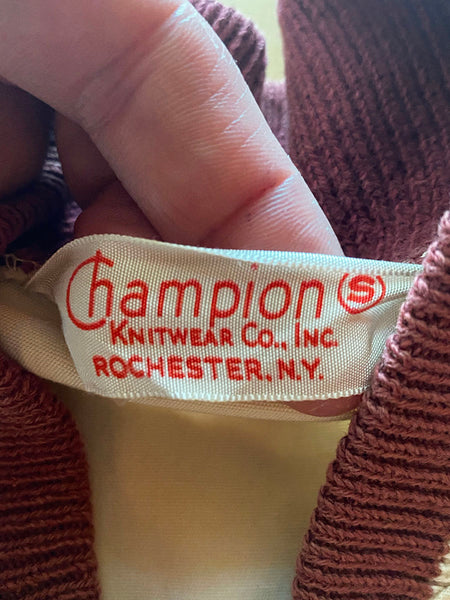 Champion S
KNITWEAR CO., INC.
ROCHESTER, N.Y.